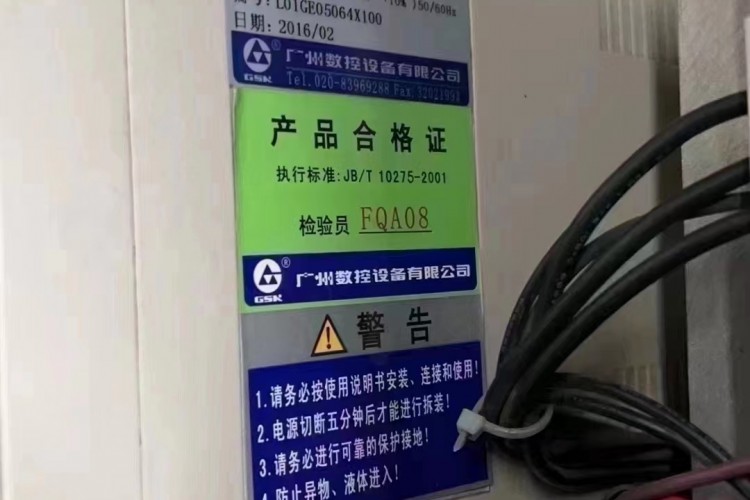 )50/60Hz
编号:L01GE05064X100
日期:2016/02
GSK ® 广州数控设备有限公司
Tel.020-83969288 Fax:32021993
产品合格证
执行标准:JB/T 10275-2001
检验员 FQA08
GSK ® 广州数控设备有限公司
警告
1.请务必按使用说明书安装、连接和使用!
2.电源切断五分钟后才能进行拆装!
3.请务必进行可靠的保护接地!
4.防止异物、液体进入!